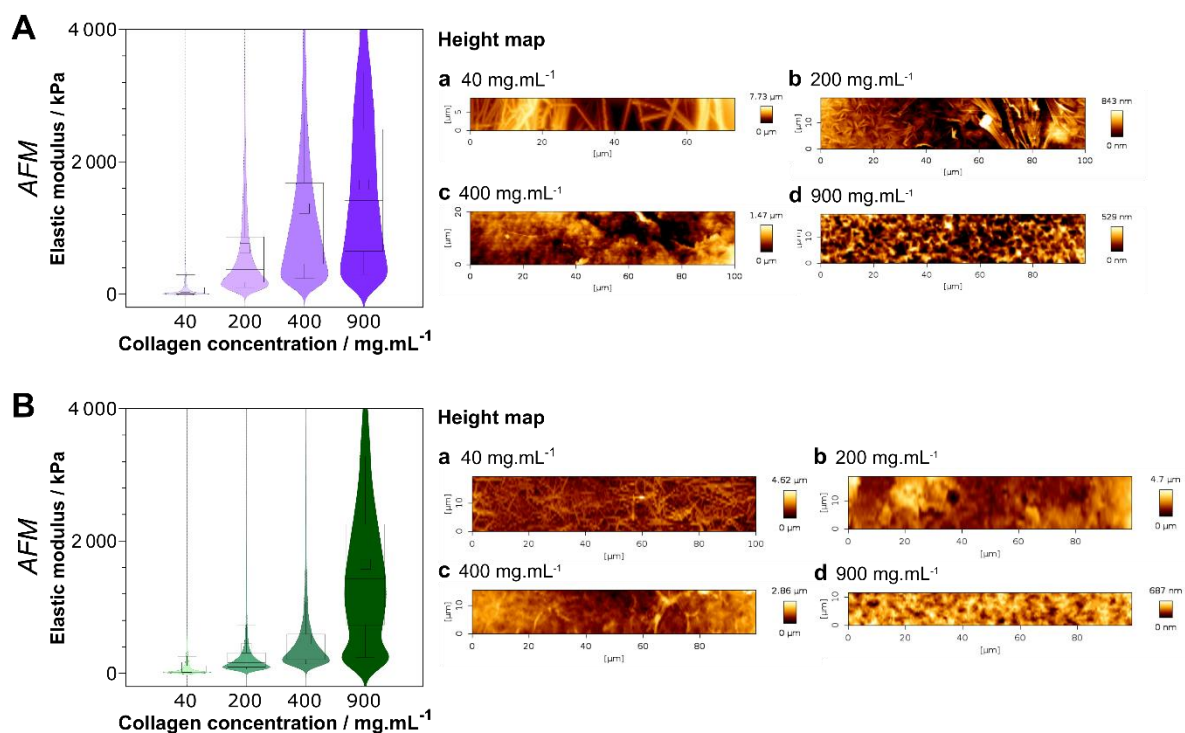 A
AFM
Elastic modulus / kPa
4 000
2 000
0
40 200 400 900
Collagen concentration / mg.mL-1
Height map
a 40 mg.mL-1
7.73 µm
0 µm
[µm]
5
0
0 20 40 60
[µm]
b 200 mg.mL-1
843 nm
0 nm
[µm]
10
0
0 20 40 60 80 100
[µm]
c 400 mg.mL-1
1.47 µm
0 µm
[µm]
20
0
0 20 40 60 80 100
[µm]
d 900 mg.mL-1
529 nm
0 nm
[µm]
10
0
0 20 40 60 80
[µm]
B
AFM
Elastic modulus / kPa
4 000
2 000
0
40 200 400 900
Collagen concentration / mg.mL-1
Height map
a 40 mg.mL-1
4.62 µm
0 µm
[µm]
10
0
0 20 40 60 80 100
[µm]
b 200 mg.mL-1
4.7 µm
0 µm
[µm]
10
0
0 20 40 60 80
[µm]
c 400 mg.mL-1
2.86 µm
0 µm
[µm]
10
0
0 20 40 60 80
[µm]
d 900 mg.mL-1
687 nm
0 nm
[µm]
10
0
0 20 40 60 80
[µm]